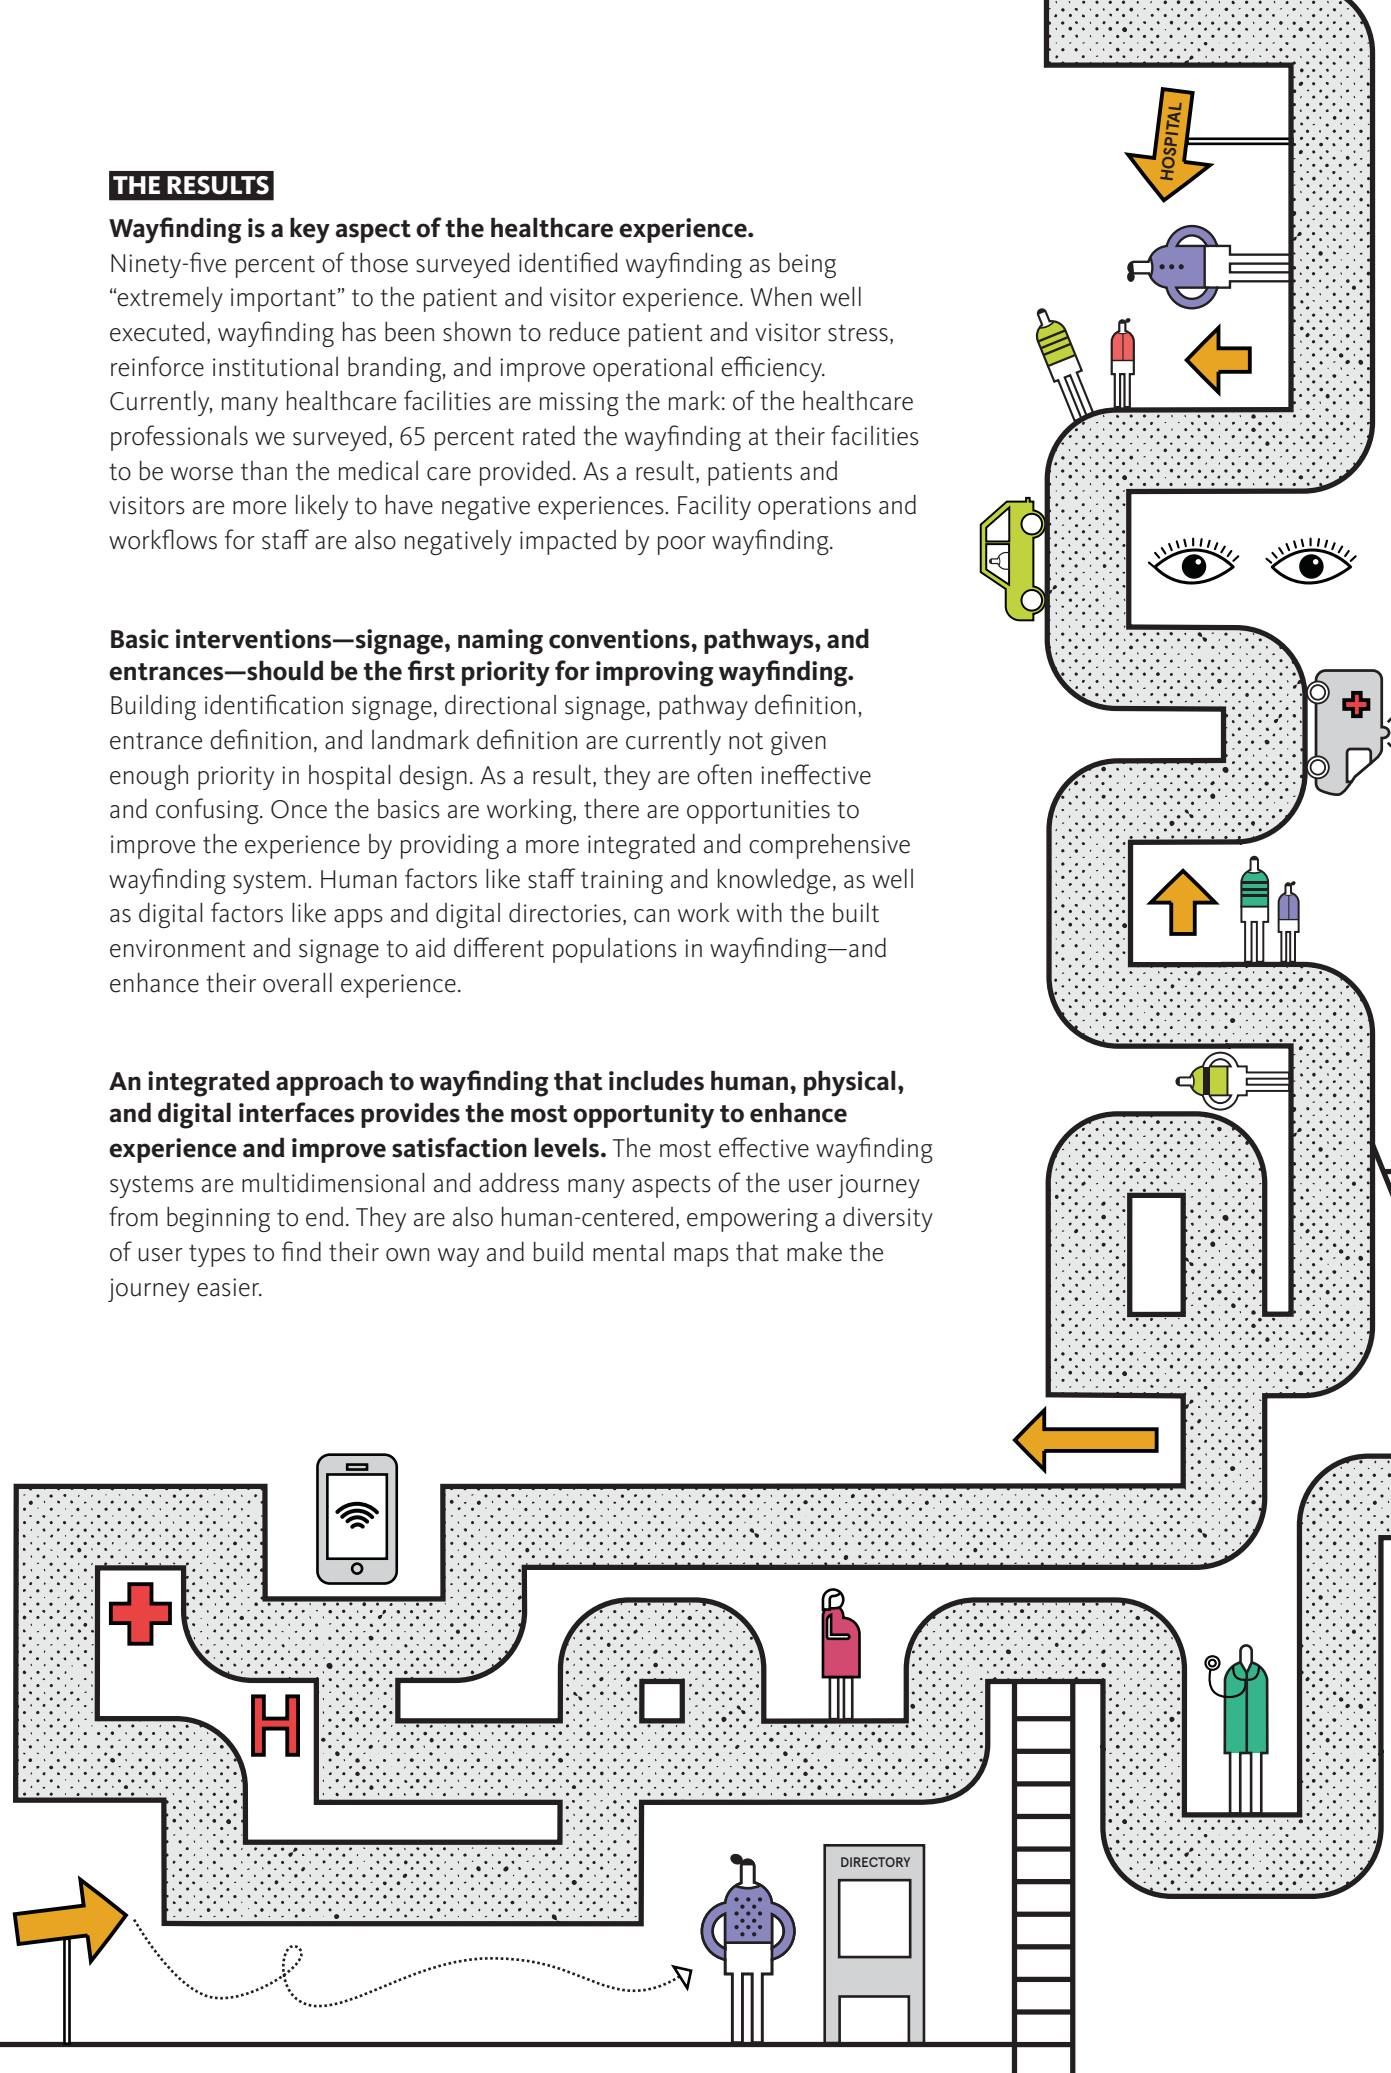 HOSPITAL
THE RESULTS
Wayfinding is a key aspect of the healthcare experience.
Ninety-five percent of those surveyed identified wayfinding as being
“extremely important” to the patient and visitor experience. When well
executed, wayfinding has been shown to reduce patient and visitor stress,
reinforce institutional branding, and improve operational efficiency.
Currently, many healthcare facilities are missing the mark: of the healthcare
professionals we surveyed, 65 percent rated the wayfinding at their facilities
to be worse than the medical care provided. As a result, patients and
visitors are more likely to have negative experiences. Facility operations and
workflows for staff are also negatively impacted by poor wayfinding.
Basic interventions—signage, naming conventions, pathways, and
entrances—should be the first priority for improving wayfinding.
Building identification signage, directional signage, pathway definition,
entrance definition, and landmark definition are currently not given
enough priority in hospital design. As a result, they are often ineffective
and confusing. Once the basics are working, there are opportunities to
improve the experience by providing a more integrated and comprehensive
wayfinding system. Human factors like staff training and knowledge, as well
as digital factors like apps and digital directories, can work with the built
environment and signage to aid different populations in wayfinding—and
enhance their overall experience.
An integrated approach to wayfinding that includes human, physical,
and digital interfaces provides the most opportunity to enhance
experience and improve satisfaction levels. The most effective wayfinding
systems are multidimensional and address many aspects of the user journey
from beginning to end. They are also human-centered, empowering a diversity
of user types to find their own way and build mental maps that make the
journey easier.
H
DIRECTORY